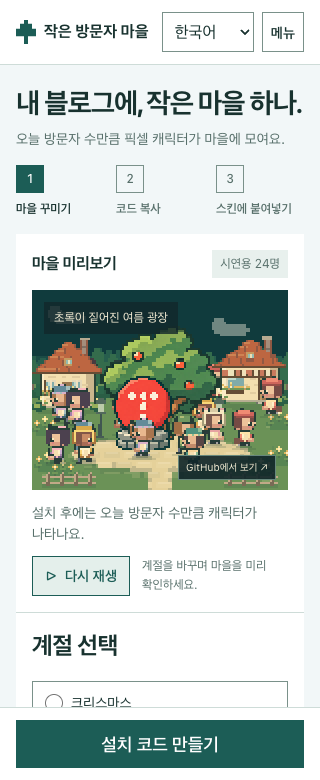 작은 방문자 마을
한국어
메뉴
내 블로그에, 작은 마을 하나.
오늘 방문자 수만큼 픽셀 캐릭터가 마을에 모여요.
1
2
3
마을 꾸미기
코드 복사
스킨에 붙여넣기
마을 미리보기
시연용 24명
초록이 짙어진 여름 광장
GitHub에서 보기 ↗
설치 후에는 오늘 방문자 수만큼 캐릭터가
나타나요.
다시 재생
계절을 바꾸며 마을을 미리
확인하세요.
계절 선택
크리스마스
설치 코드 만들기